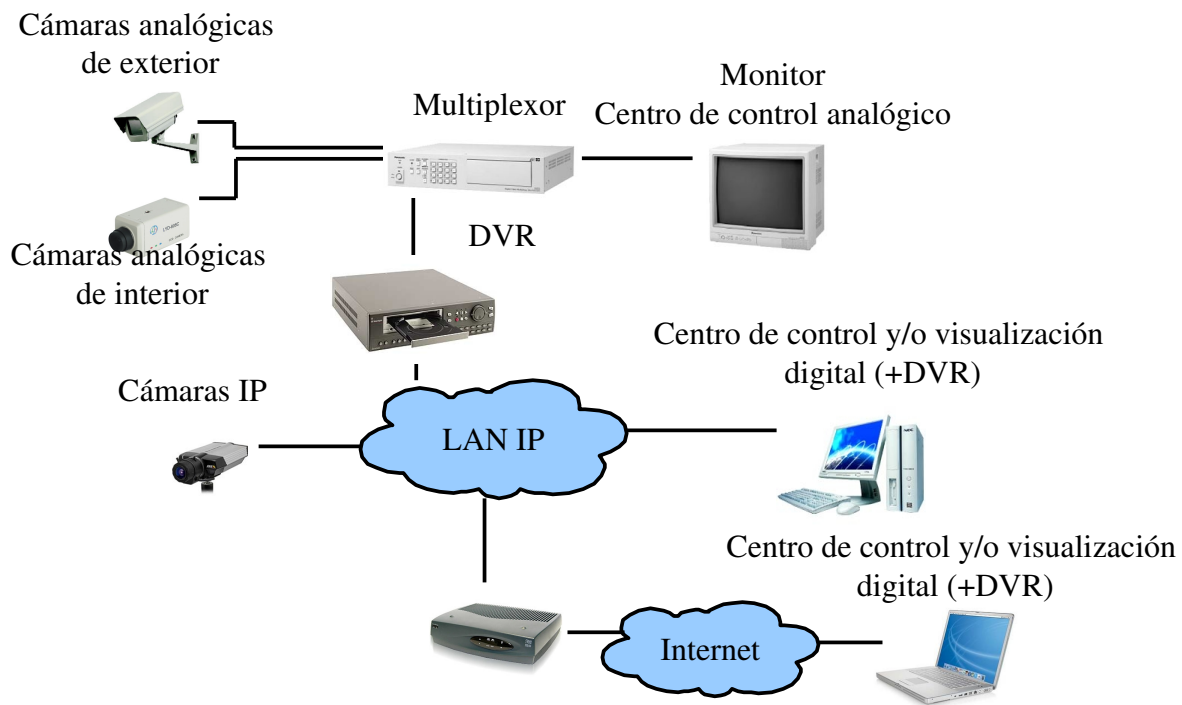 Cámaras analógicas
de exterior
Multiplexor
Monitor
Centro de control analógico
DVR
Cámaras analógicas
de interior
Centro de control y/o visualización
digital (+DVR)
Cámaras IP
LAN IP
Centro de control y/o visualización
digital (+DVR)
Internet